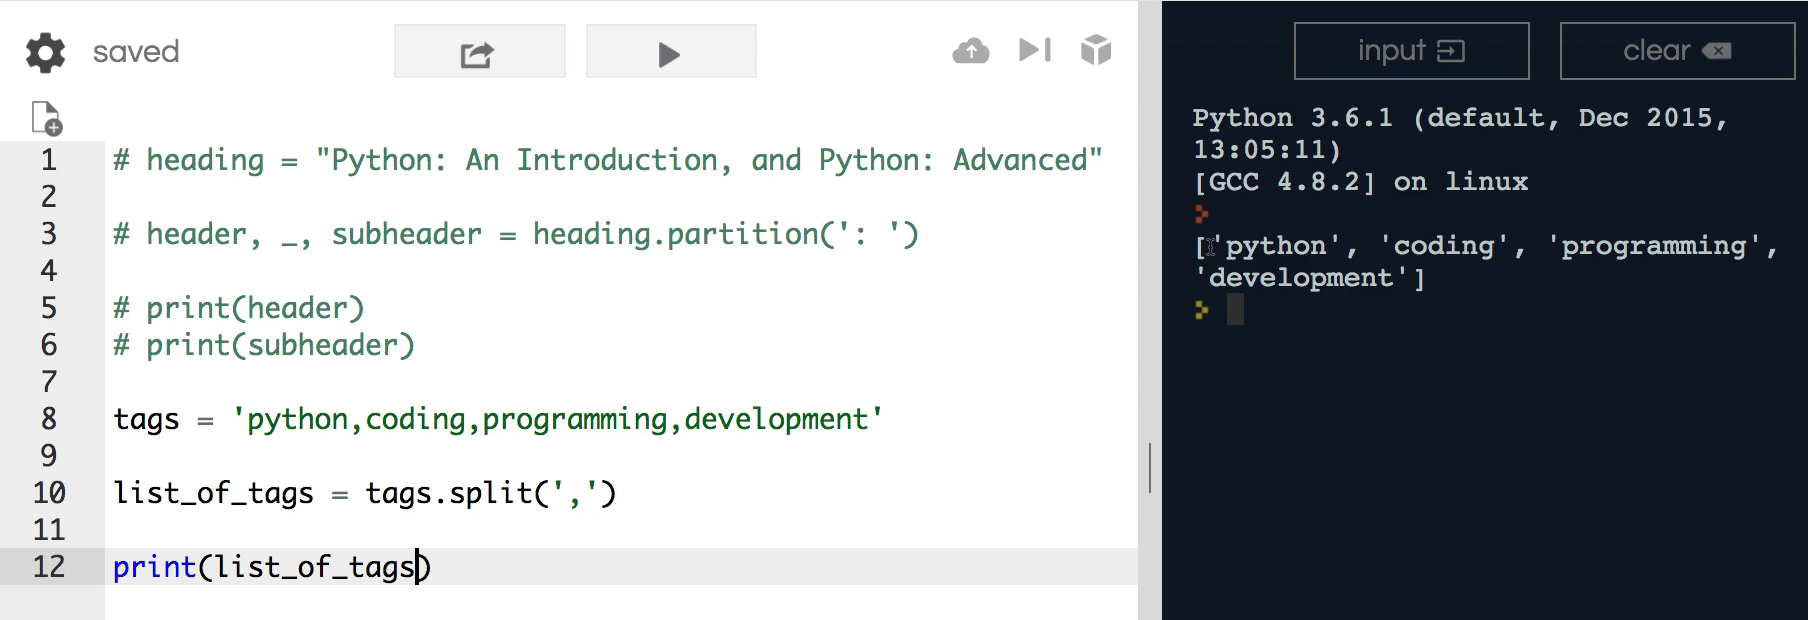 saved
1 # heading = "Python: An Introduction, and Python: Advanced"
2
3 # header, _, subheader = heading.partition(': ')
4
5 # print(header)
6 # print(subheader)
7
8 tags = 'python,coding,programming,development'
9
10 list_of_tags = tags.split(',')
11
12 print(list_of_tags)
input
clear
Python 3.6.1 (default, Dec 2015,
13:05:11)
[GCC 4.8.2] on linux
['python', 'coding', 'programming',
'development']